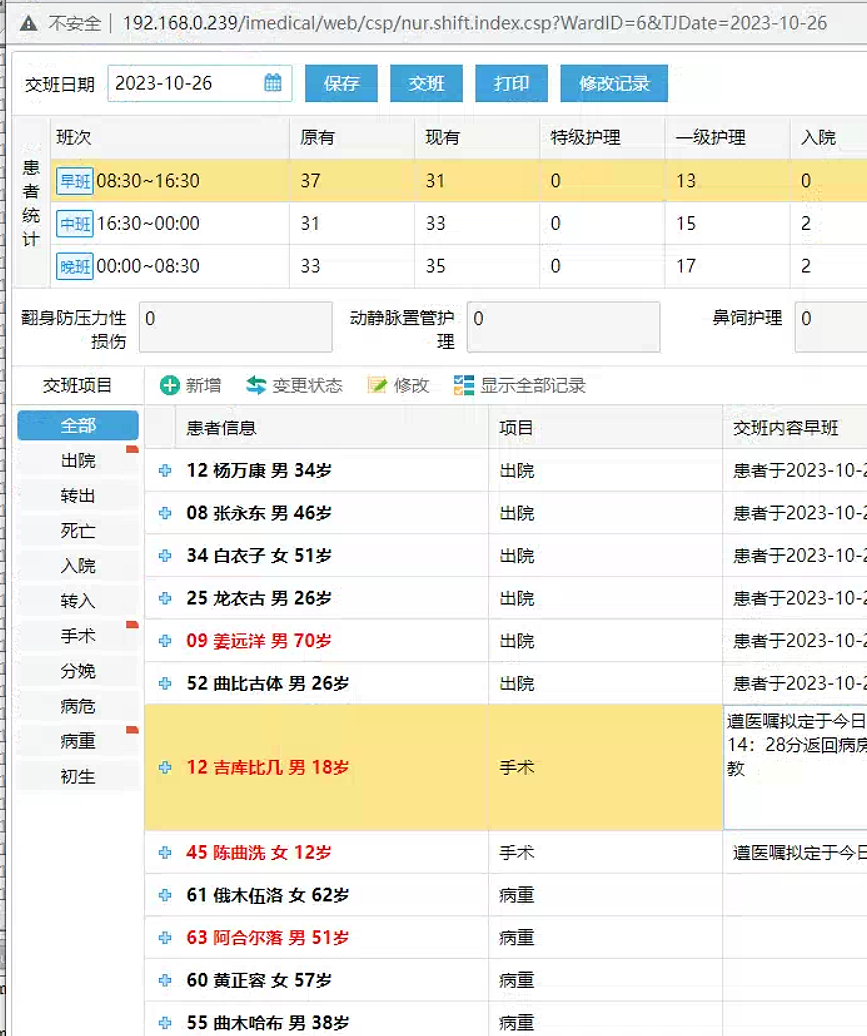 不安全 | 192.168.0.239/imedical/web/csp/nur.shift.index.csp?WardID=6&TJDate=2023-10-26
交班日期 2023-10-26 保存 交班 打印 修改记录
患者统计
班次 原有 现有 特级护理 一级护理 入院
早班 08:30~16:30 37 31 0 13 0
中班 16:30~00:00 31 33 0 15 2
晚班 00:00~08:30 33 35 0 17 2
翻身防压力性损伤 0 动静脉置管护理 0 鼻饲护理 0
交班项目 新增 变更状态 修改 显示全部记录
全部
出院
转出
死亡
入院
转入
手术
分娩
病危
病重
初生
患者信息 项目 交班内容早班
12 杨万康 男 34岁 出院 患者于2023-10-2
08 张永东 男 46岁 出院 患者于2023-10-2
34 白衣子 女 51岁 出院 患者于2023-10-2
25 龙衣古 男 26岁 出院 患者于2023-10-2
09 姜远洋 男 70岁 出院 患者于2023-10-2
52 曲比古体 男 26岁 出院 患者于2023-10-2
12 吉库比几 男 18岁 手术 遵医嘱拟定于今日
14：28分返回病房
教
45 陈曲洗 女 12岁 手术 遵医嘱拟定于今日
61 俄木伍洛 女 62岁 病重
63 阿合尔落 男 51岁 病重
60 黄正容 女 57岁 病重
55 曲木哈布 男 38岁 病重